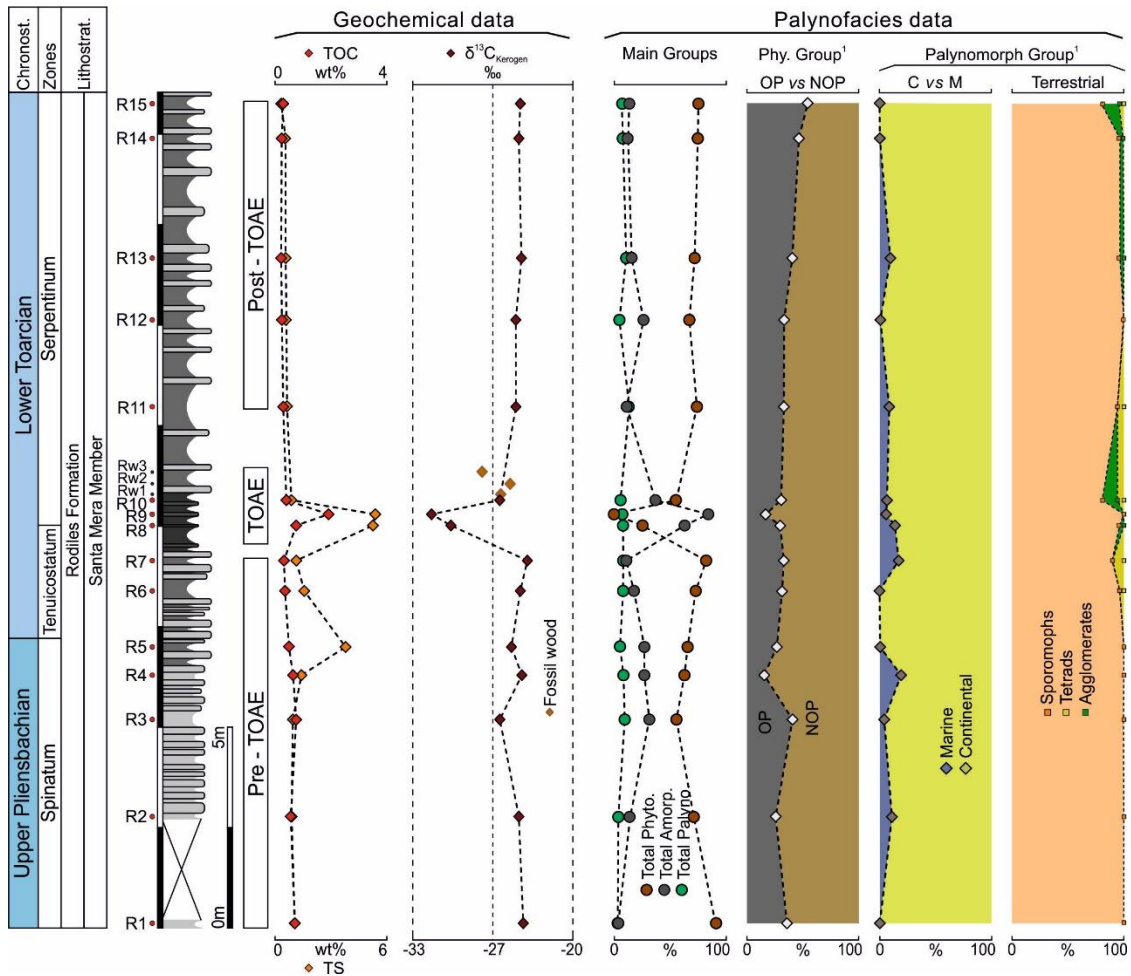 Geochemical data
Palynofacies data
Chronost.
Zones
Lithostrat.
TOC
0 4
wt%
δ13CKerogen
‰
Main Groups
Phy. Group1
OP vs NOP
Palynomorph Group1
C vs M
Terrestrial
Lower Toarcian
Upper Pliensbachian
Serpentinum
Tenuicostatum
Spinatum
Rodiles Formation
Santa Mera Member
R15
R14
R13
R12
R11
Rw3
Rw2
Rw1
R10
R9
R8
R7
R6
R5
R4
R3
R2
R1
5m
0m
Post - TOAE
TOAE
Pre - TOAE
Fossil wood
Total Phyto.
Total Amorp.
Total Palyno.
OP
NOP
Marine
Continental
Sporomorphs
Tetrads
Agglomerates
0 wt% 6
TS
-33 -27 -20
0 % 100
0 % 100
0 % 100
0 % 100